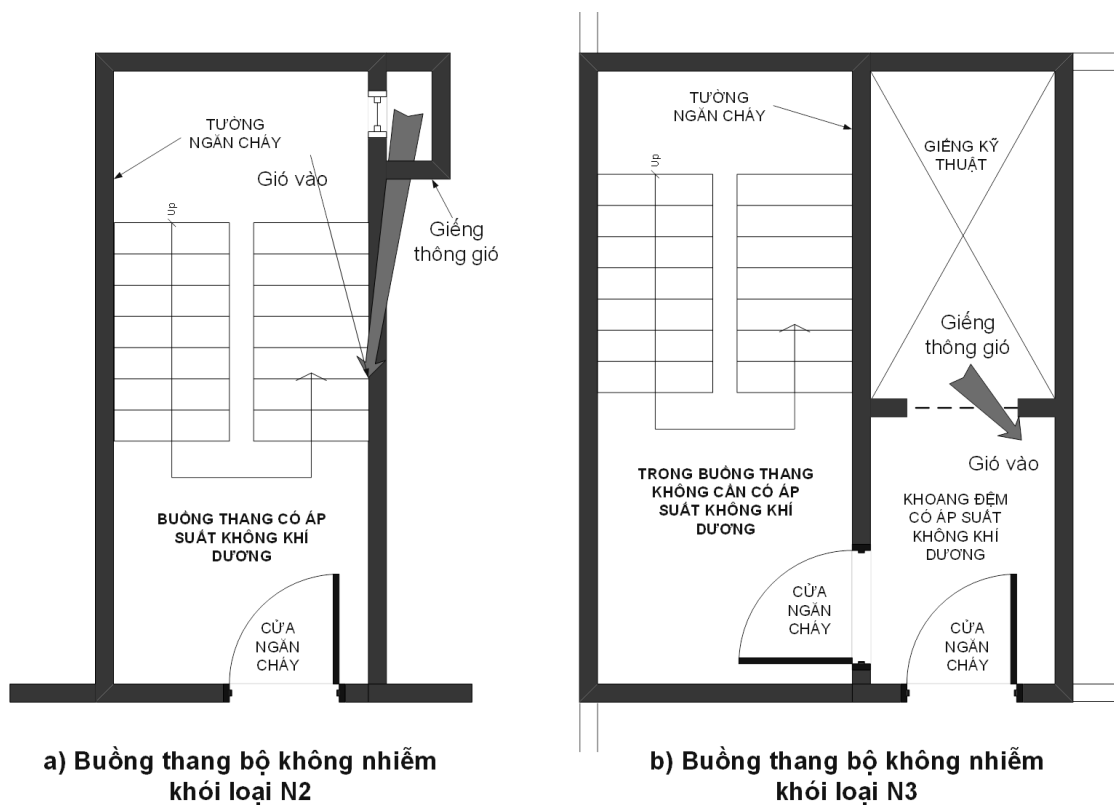 TƯỜNG
NGĂN CHÁY
Gió vào
Up
Giếng
thông gió
BUỒNG THANG CÓ ÁP
SUẤT KHÔNG KHÍ
DƯƠNG
CỬA
NGĂN
CHÁY
a) Buồng thang bộ không nhiễm
khói loại N2
TƯỜNG
NGĂN CHÁY
GIẾNG KỸ
THUẬT
Up
Giếng
thông gió
Gió vào
TRONG BUỒNG THANG
KHÔNG CẦN CÓ ÁP
SUẤT KHÔNG KHÍ
DƯƠNG
KHOANG ĐỆM
CÓ ÁP SUẤT
KHÔNG KHÍ
DƯƠNG
CỬA
NGĂN
CHÁY
CỬA
NGĂN
CHÁY
b) Buồng thang bộ không nhiễm
khói loại N3